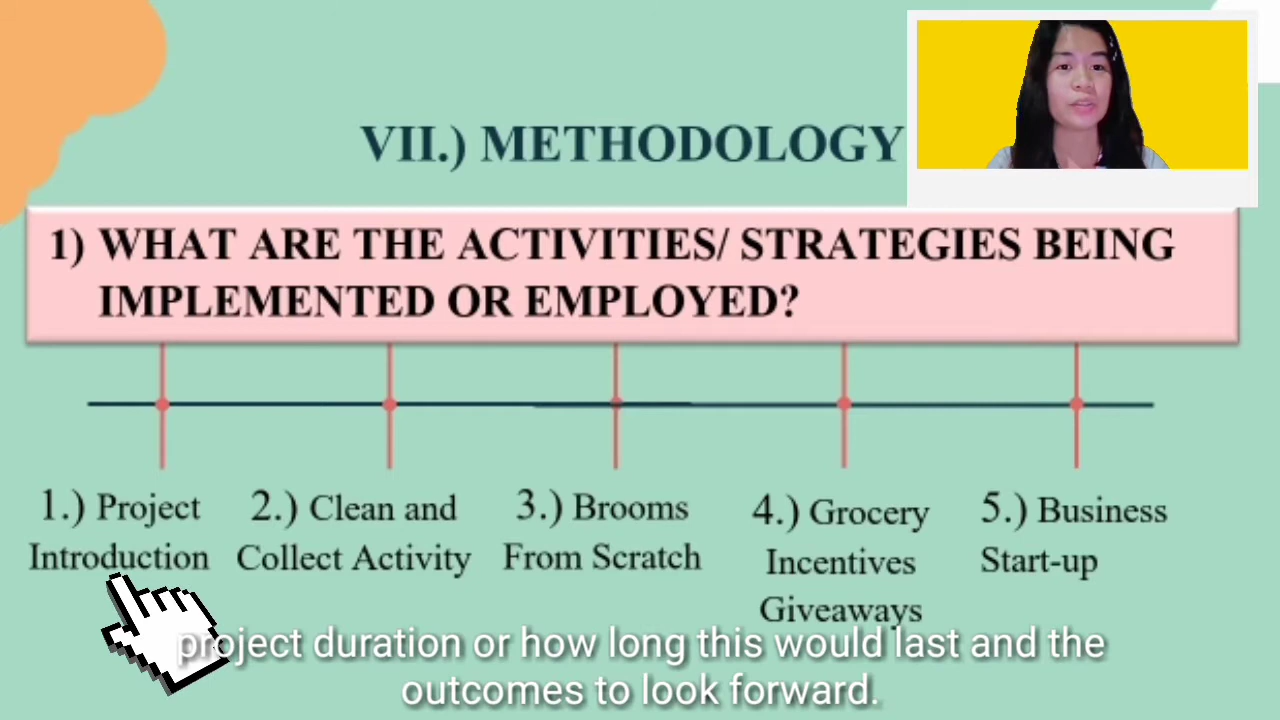 VII.) METHODOLOGY
1) WHAT ARE THE ACTIVITIES/ STRATEGIES BEING
IMPLEMENTED OR EMPLOYED?
1.) Project
Introduction
2.) Clean and
Collect Activity
3.) Brooms
From Scratch
4.) Grocery
Incentives
Giveaways
5.) Business
Start-up
project duration or how long this would last and the
outcomes to look forward.